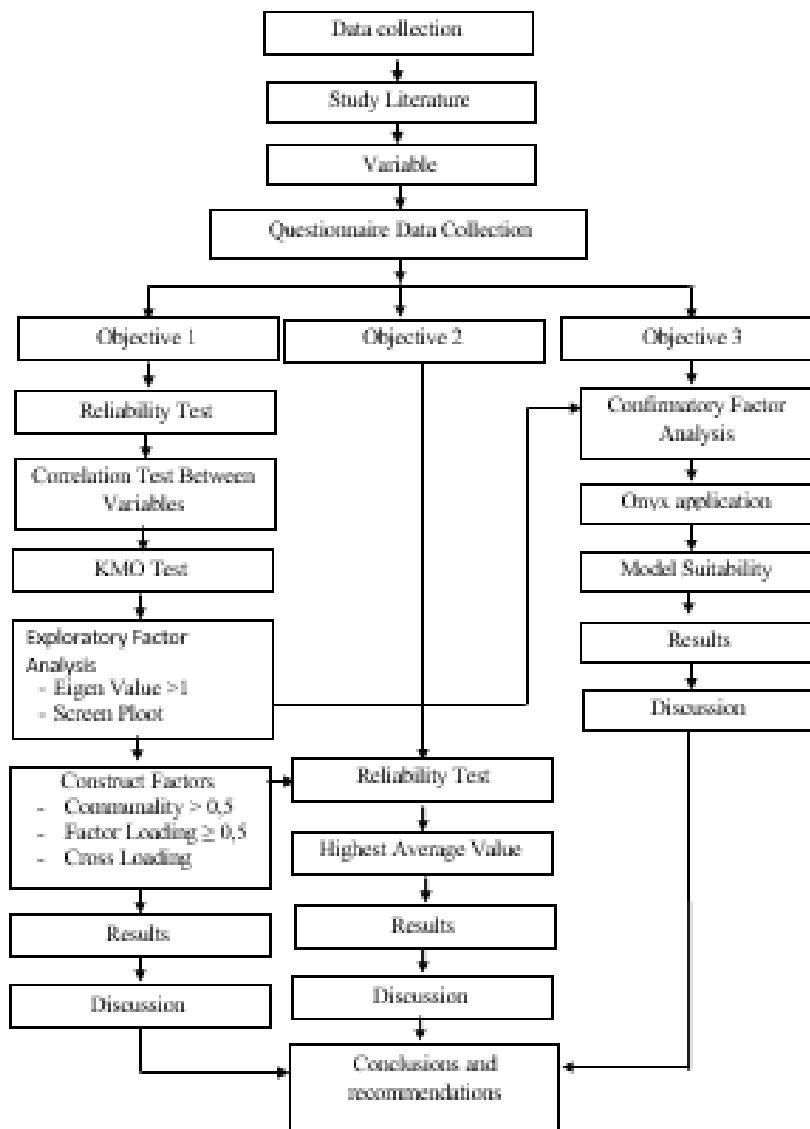 Data collection
Study Literature
Variable
Questionnaire Data Collection
Objective 1
Objective 2
Objective 3
Reliability Test
Correlation Test Between
Variables
KMO Test
Exploratory Factor
Analysis
- Eigen Value >1
- Screen Ploot
Construct Factors
- Communality > 0,5
- Factor Loading ≥ 0,5
- Cross Loading
Results
Discussion
Reliability Test
Highest Average Value
Results
Discussion
Confirmatory Factor
Analysis
Onyx application
Model Suitability
Results
Discussion
Conclusions and
recommendations